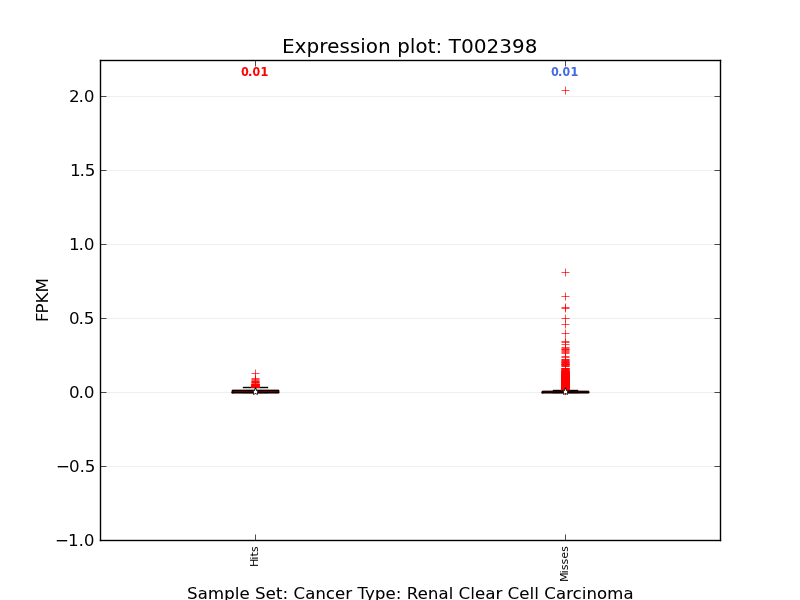 Expression plot: T002398
0.01
0.01
2.0
1.5
1.0
0.5
0.0
−0.5
−1.0
FPKM
Hits
Misses
Sample Set: Cancer Type: Renal Clear Cell Carcinoma